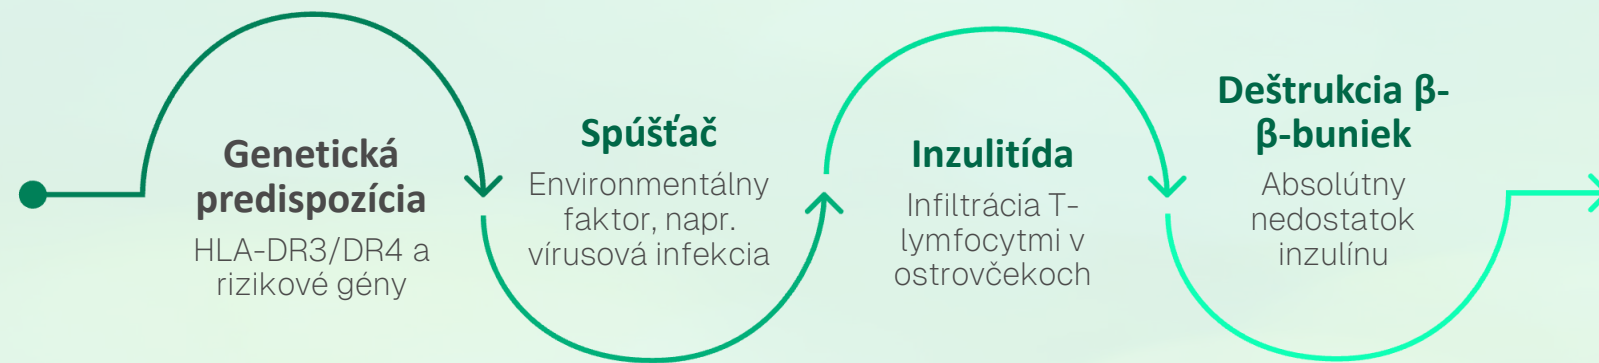 Genetická
predispozícia
HLA-DR3/DR4 a
rizikové gény
Spúšťač
Environmentálny
faktor, napr.
vírusová infekcia
Inzulitída
Infiltrácia T-
lymfocytmi v
ostrovčekoch
Deštrukcia β-
β-buniek
Absolútny
nedostatok
inzulínu